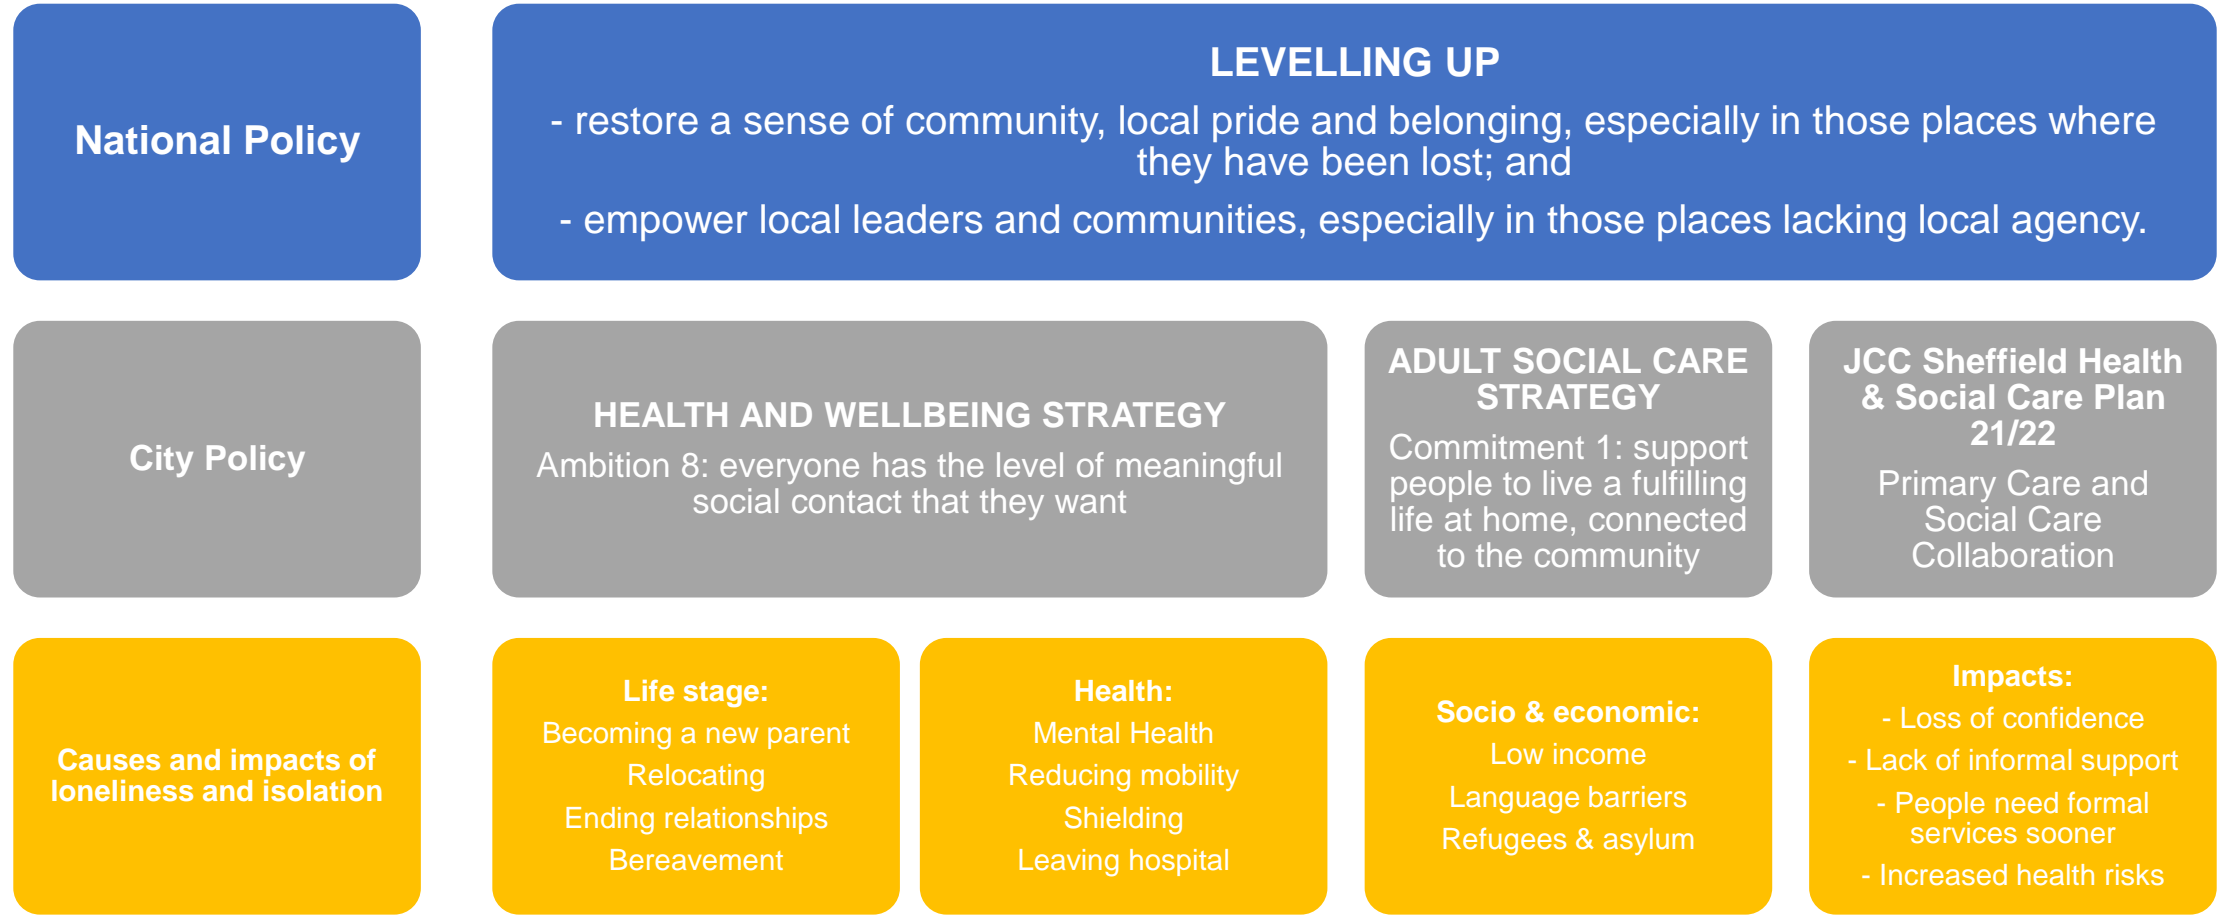 National Policy
LEVELLING UP
- restore a sense of community, local pride and belonging, especially in those places where
they have been lost; and
- empower local leaders and communities, especially in those places lacking local agency.
City Policy
HEALTH AND WELLBEING STRATEGY
Ambition 8: everyone has the level of meaningful
social contact that they want
ADULT SOCIAL CARE
STRATEGY
Commitment 1: support
people to live a fulfilling
life at home, connected
to the community
JCC Sheffield Health
& Social Care Plan
21/22
Primary Care and
Social Care
Collaboration
Causes and impacts of
loneliness and isolation
Life stage:
Becoming a new parent
Relocating
Ending relationships
Bereavement
Health:
Mental Health
Reducing mobility
Shielding
Leaving hospital
Socio & economic:
Low income
Language barriers
Refugees & asylum
Impacts:
- Loss of confidence
- Lack of informal support
- People need formal
services sooner
- Increased health risks